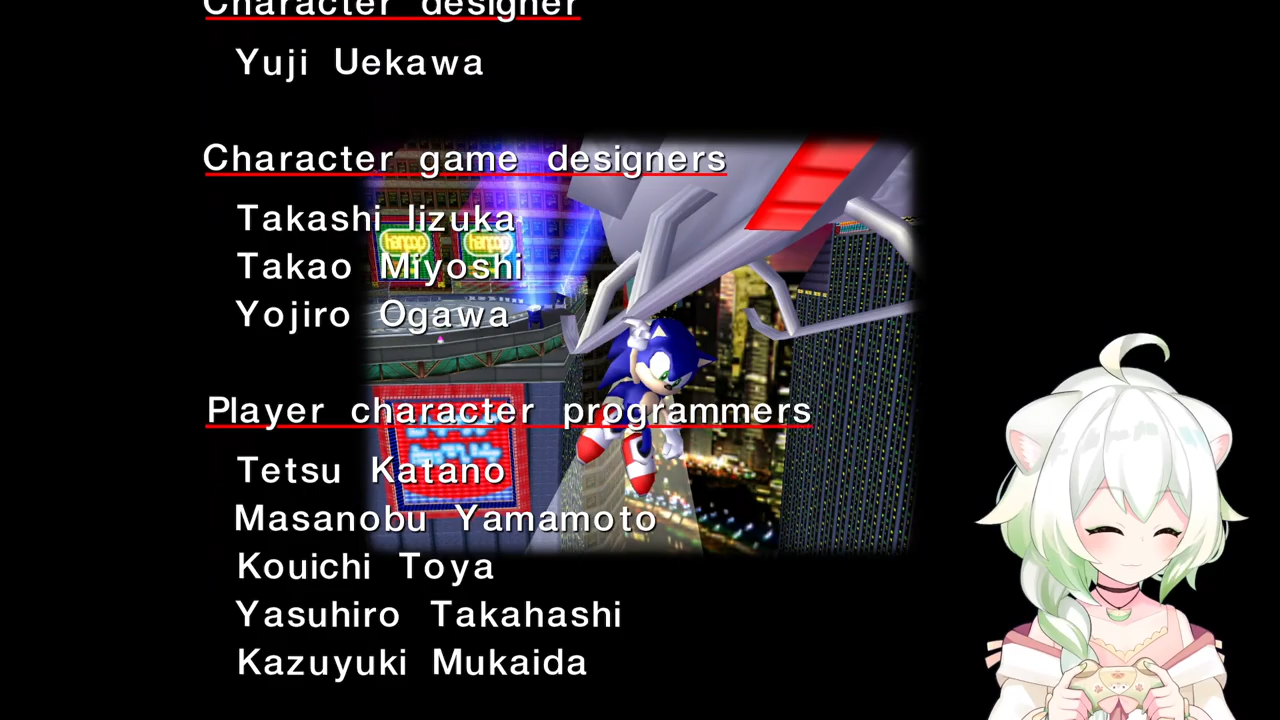 Character designer
Yuji Uekawa
Character game designers
Takashi Iizuka
Takao Miyoshi
Yojiro Ogawa
Player character programmers
Tetsu Katano
Masanobu Yamamoto
Kouichi Toya
Yasuhiro Takahashi
Kazuyuki Mukaida